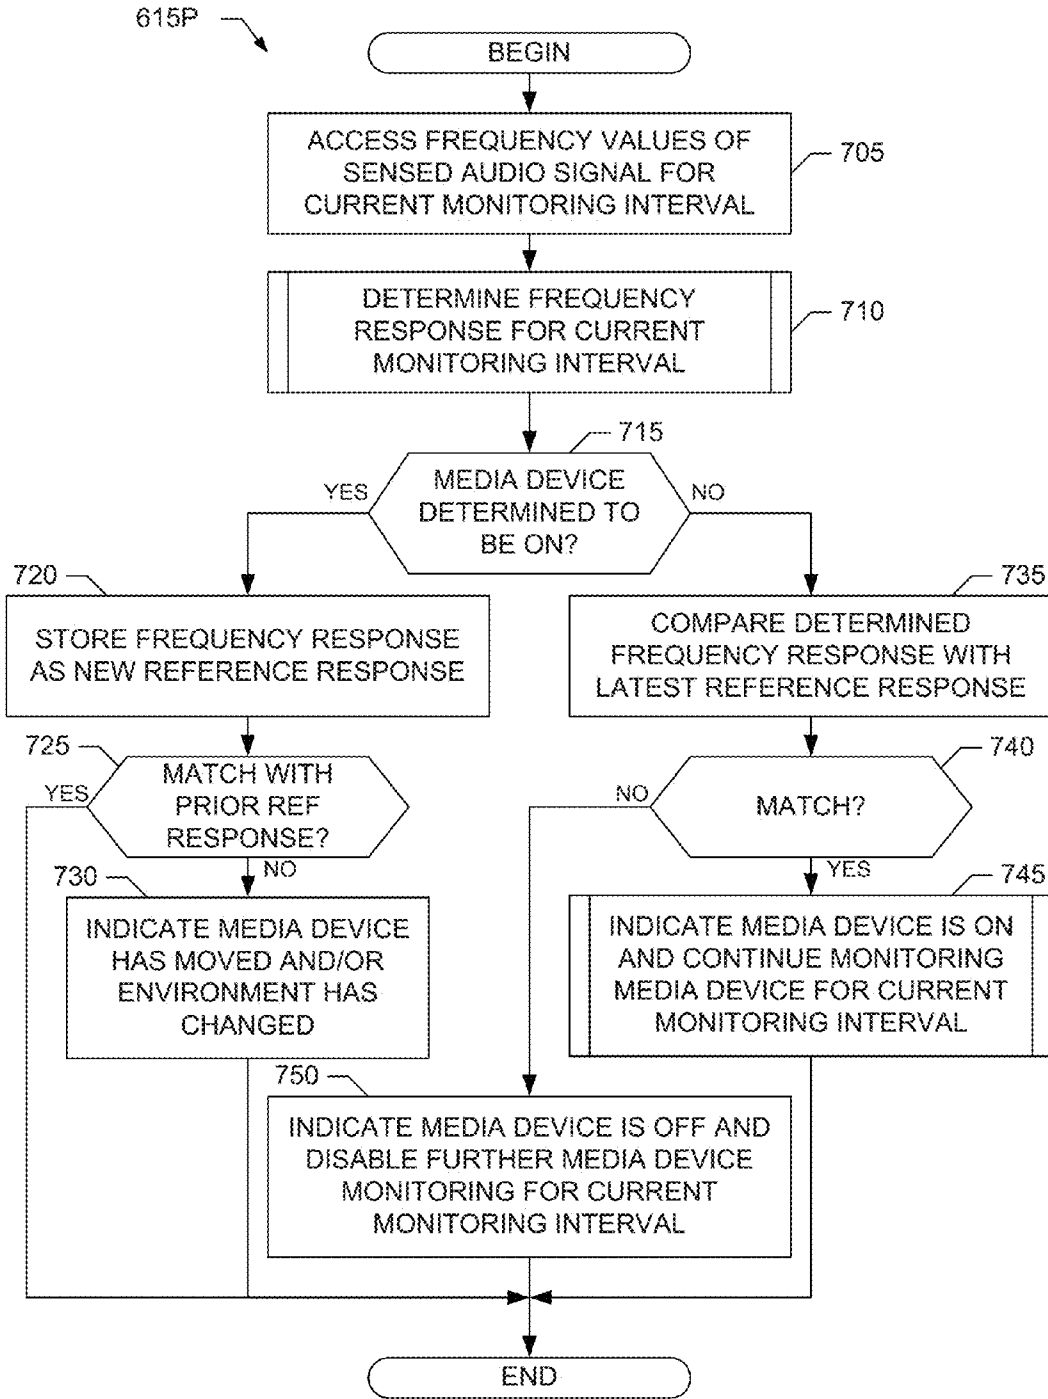 615P
BEGIN
ACCESS FREQUENCY VALUES OF
SENSED AUDIO SIGNAL FOR
CURRENT MONITORING INTERVAL
705
DETERMINE FREQUENCY
RESPONSE FOR CURRENT
MONITORING INTERVAL
710
715
MEDIA DEVICE
DETERMINED TO
BE ON?
YES
NO
720
STORE FREQUENCY RESPONSE
AS NEW REFERENCE RESPONSE
735
COMPARE DETERMINED
FREQUENCY RESPONSE WITH
LATEST REFERENCE RESPONSE
725
MATCH WITH
PRIOR REF
RESPONSE?
YES
NO
740
MATCH?
NO
YES
730
INDICATE MEDIA DEVICE
HAS MOVED AND/OR
ENVIRONMENT HAS
CHANGED
745
INDICATE MEDIA DEVICE IS ON
AND CONTINUE MONITORING
MEDIA DEVICE FOR CURRENT
MONITORING INTERVAL
750
INDICATE MEDIA DEVICE IS OFF AND
DISABLE FURTHER MEDIA DEVICE
MONITORING FOR CURRENT
MONITORING INTERVAL
END